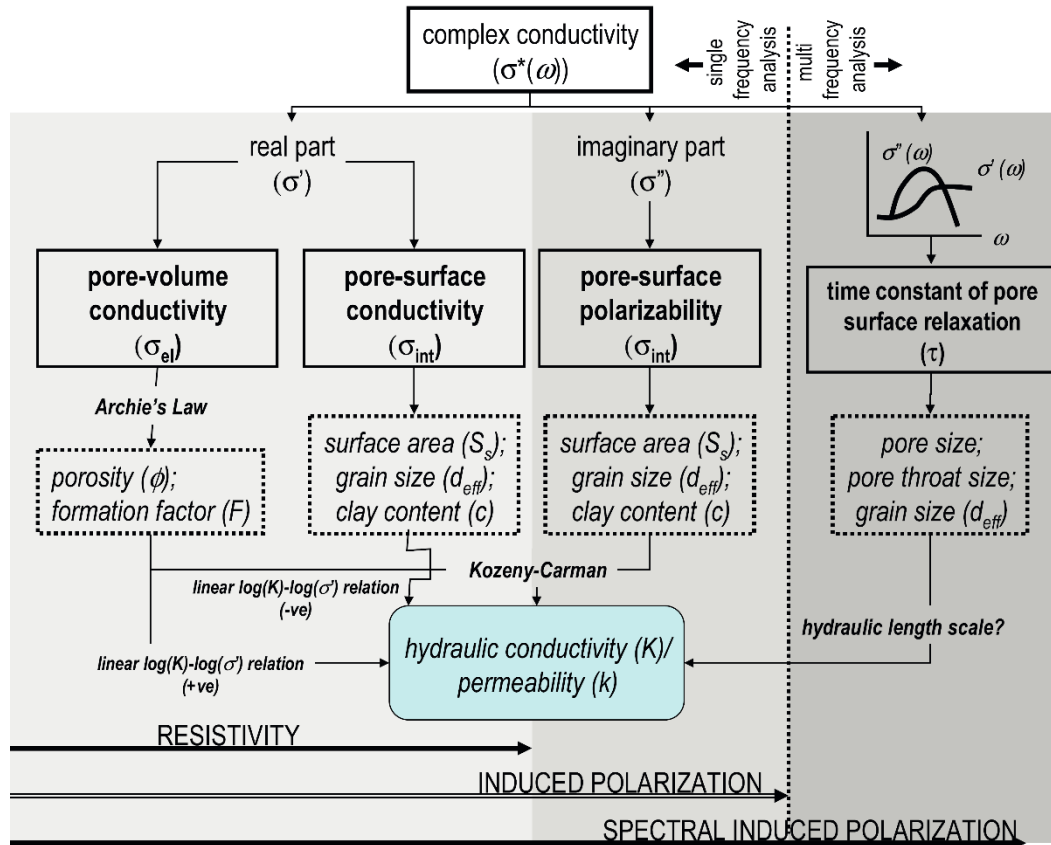 complex conductivity
(σ*(ω))
single
frequency
analysis
multi
frequency
analysis
real part
(σ')
imaginary part
(σ")
σ"(ω)
σ'(ω)
ω
pore-volume
conductivity
(σel)
pore-surface
conductivity
(σint)
pore-surface
polarizability
(σint)
time constant of pore
surface relaxation
(τ)
Archie's Law
porosity (ϕ);
formation factor (F)
surface area (Ss);
grain size (deff);
clay content (c)
surface area (Ss);
grain size (deff);
clay content (c)
pore size;
pore throat size;
grain size (deff)
linear log(K)-log(σ') relation
(-ve)
Kozeny-Carman
linear log(K)-log(σ') relation
(+ve)
hydraulic conductivity (K)/
permeability (k)
hydraulic length scale?
RESISTIVITY
INDUCED POLARIZATION
SPECTRAL INDUCED POLARIZATION